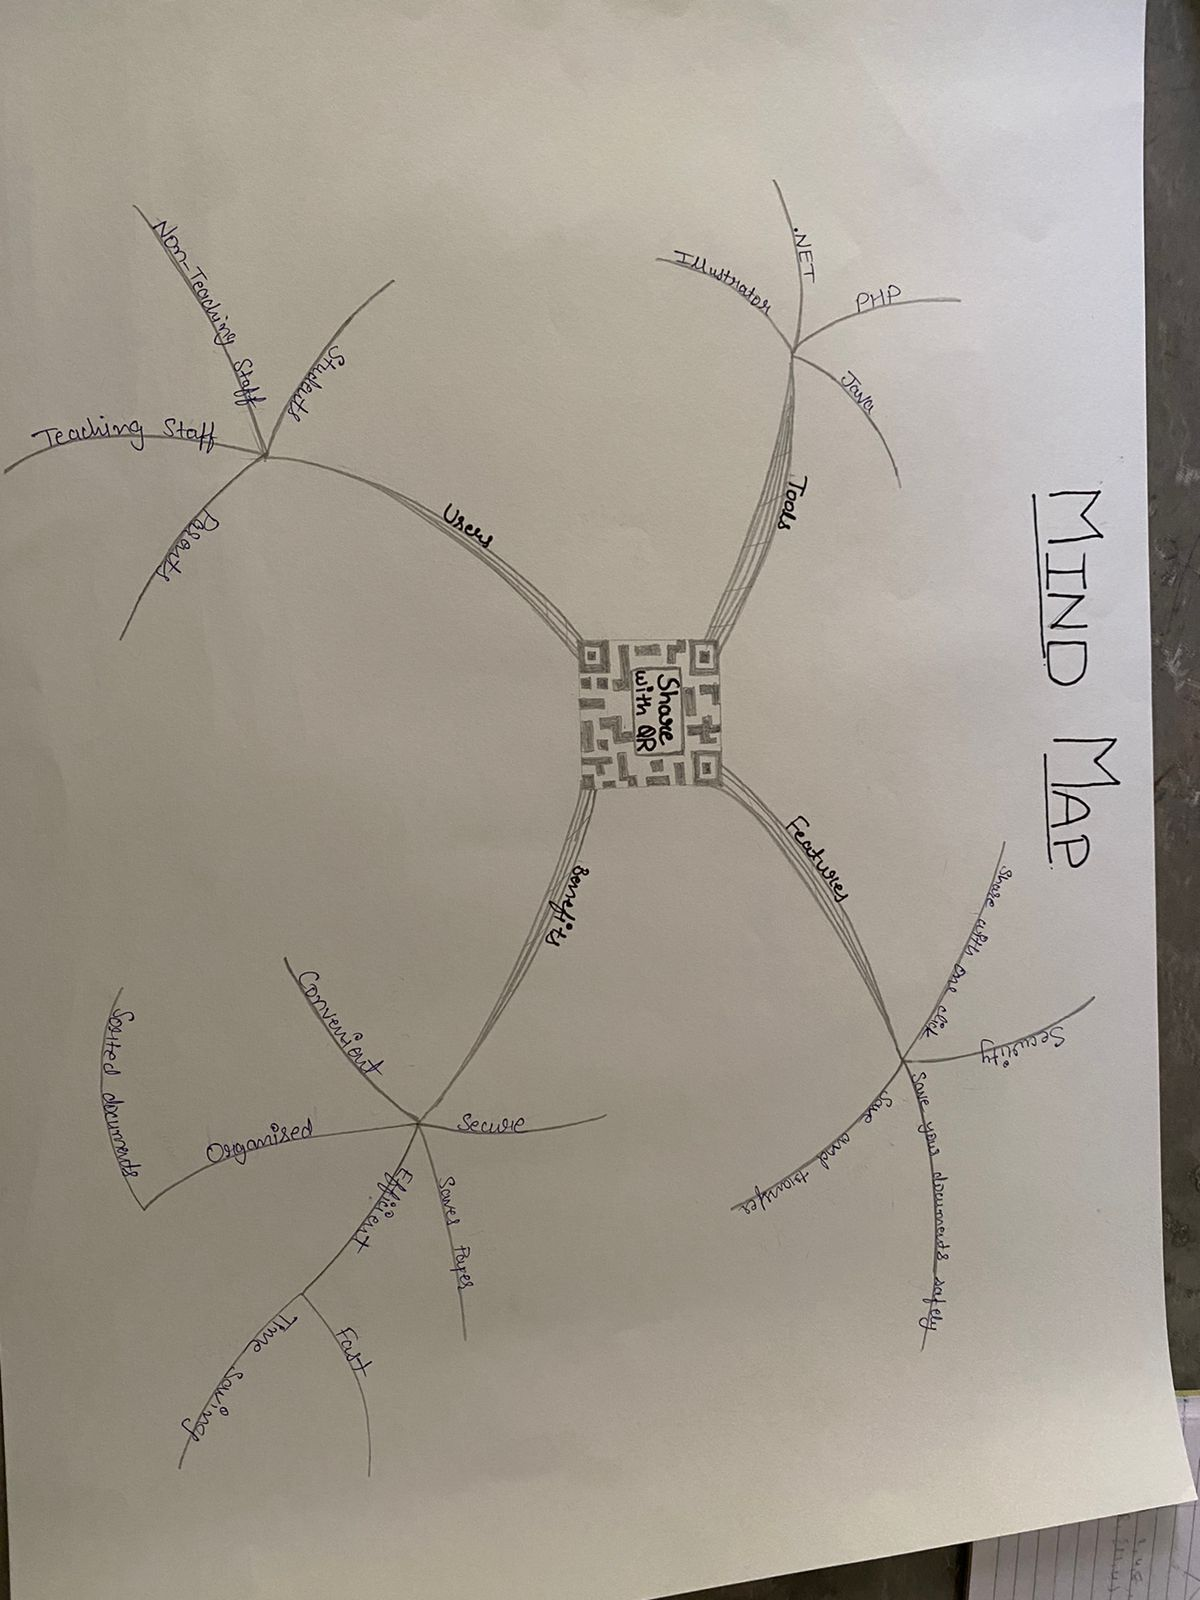 MIND MAP
Share
with QR
Tools
Illustrator
.NET
PHP
Java
Features
Share with one click
Security
Save your documents safely
Save and transfer
Users
Students
Non-Teaching Staff
Teaching Staff
Parents
Benefits
Secure
Saves Paper
Efficient
Fast
Time Saving
Organised
Sorted documents
Convenient